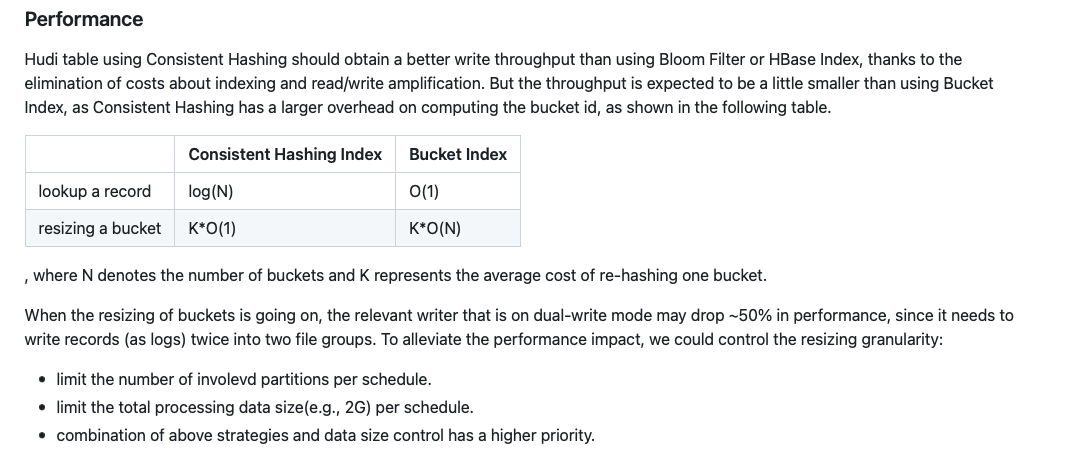 Performance
Hudi table using Consistent Hashing should obtain a better write throughput than using Bloom Filter or HBase Index, thanks to the
elimination of costs about indexing and read/write amplification. But the throughput is expected to be a little smaller than using Bucket
Index, as Consistent Hashing has a larger overhead on computing the bucket id, as shown in the following table.
Consistent Hashing Index Bucket Index
lookup a record log(N) O(1)
resizing a bucket K*O(1) K*O(N)
, where N denotes the number of buckets and K represents the average cost of re-hashing one bucket.
When the resizing of buckets is going on, the relevant writer that is on dual-write mode may drop ~50% in performance, since it needs to
write records (as logs) twice into two file groups. To alleviate the performance impact, we could control the resizing granularity:
• limit the number of involevd partitions per schedule.
• limit the total processing data size(e.g., 2G) per schedule.
• combination of above strategies and data size control has a higher priority.